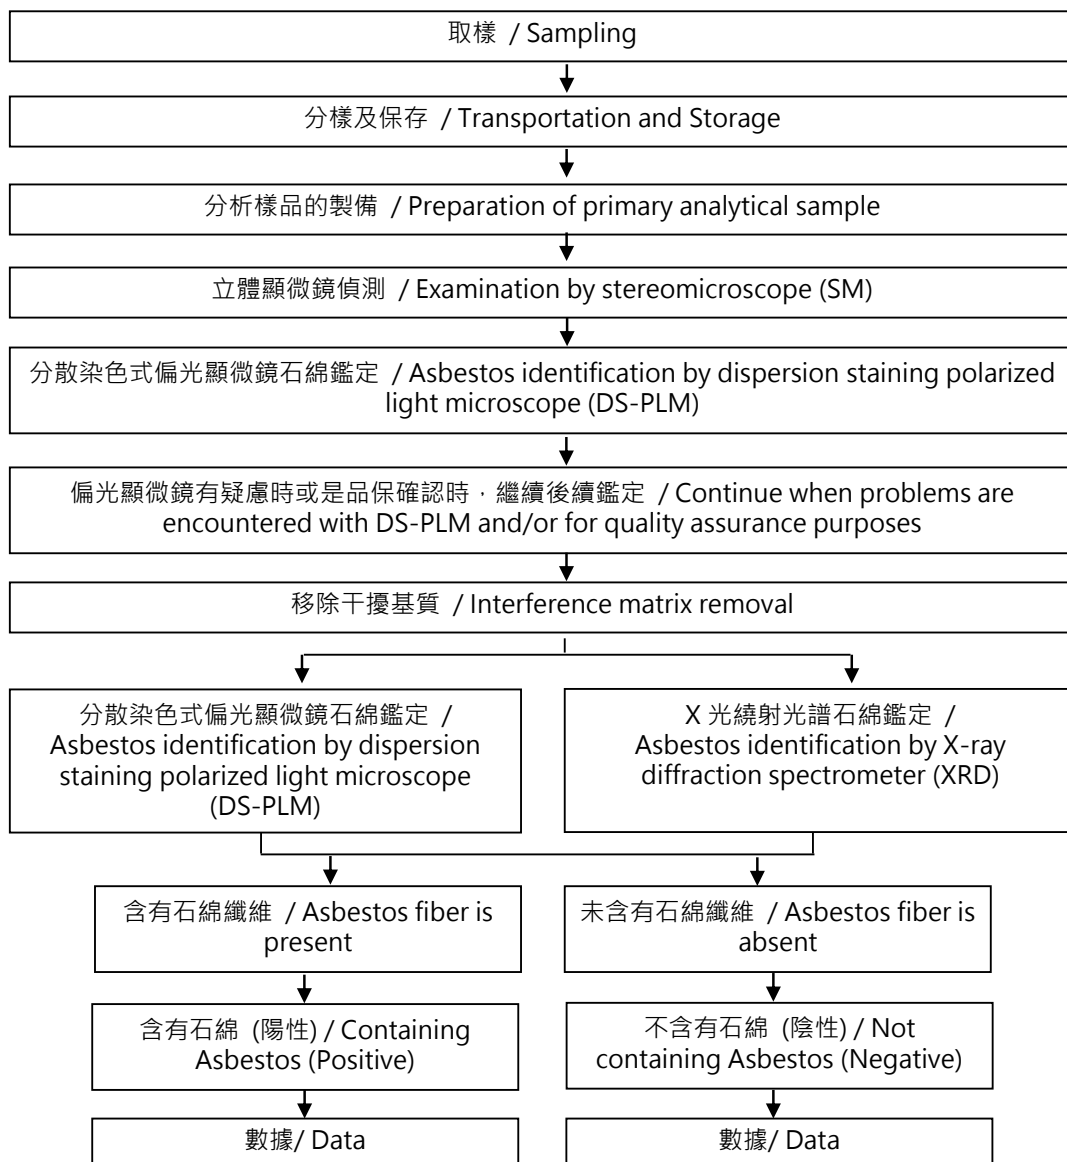 取樣 / Sampling
分樣及保存 / Transportation and Storage
分析樣品的製備 / Preparation of primary analytical sample
立體顯微鏡偵測 / Examination by stereomicroscope (SM)
分散染色式偏光顯微鏡石綿鑑定 / Asbestos identification by dispersion staining polarized
light microscope (DS-PLM)
偏光顯微鏡有疑慮時或是品保確認時，繼續後續鑑定 / Continue when problems are
encountered with DS-PLM and/or for quality assurance purposes
移除干擾基質 / Interference matrix removal
分散染色式偏光顯微鏡石綿鑑定 /
Asbestos identification by dispersion
staining polarized light microscope
(DS-PLM)
X 光繞射光譜石綿鑑定 /
Asbestos identification by X-ray
diffraction spectrometer (XRD)
含有石綿纖維 / Asbestos fiber is
present
未含有石綿纖維 / Asbestos fiber is
absent
含有石綿 (陽性) / Containing
Asbestos (Positive)
不含有石綿 (陰性) / Not
containing Asbestos (Negative)
數據/ Data
數據/ Data